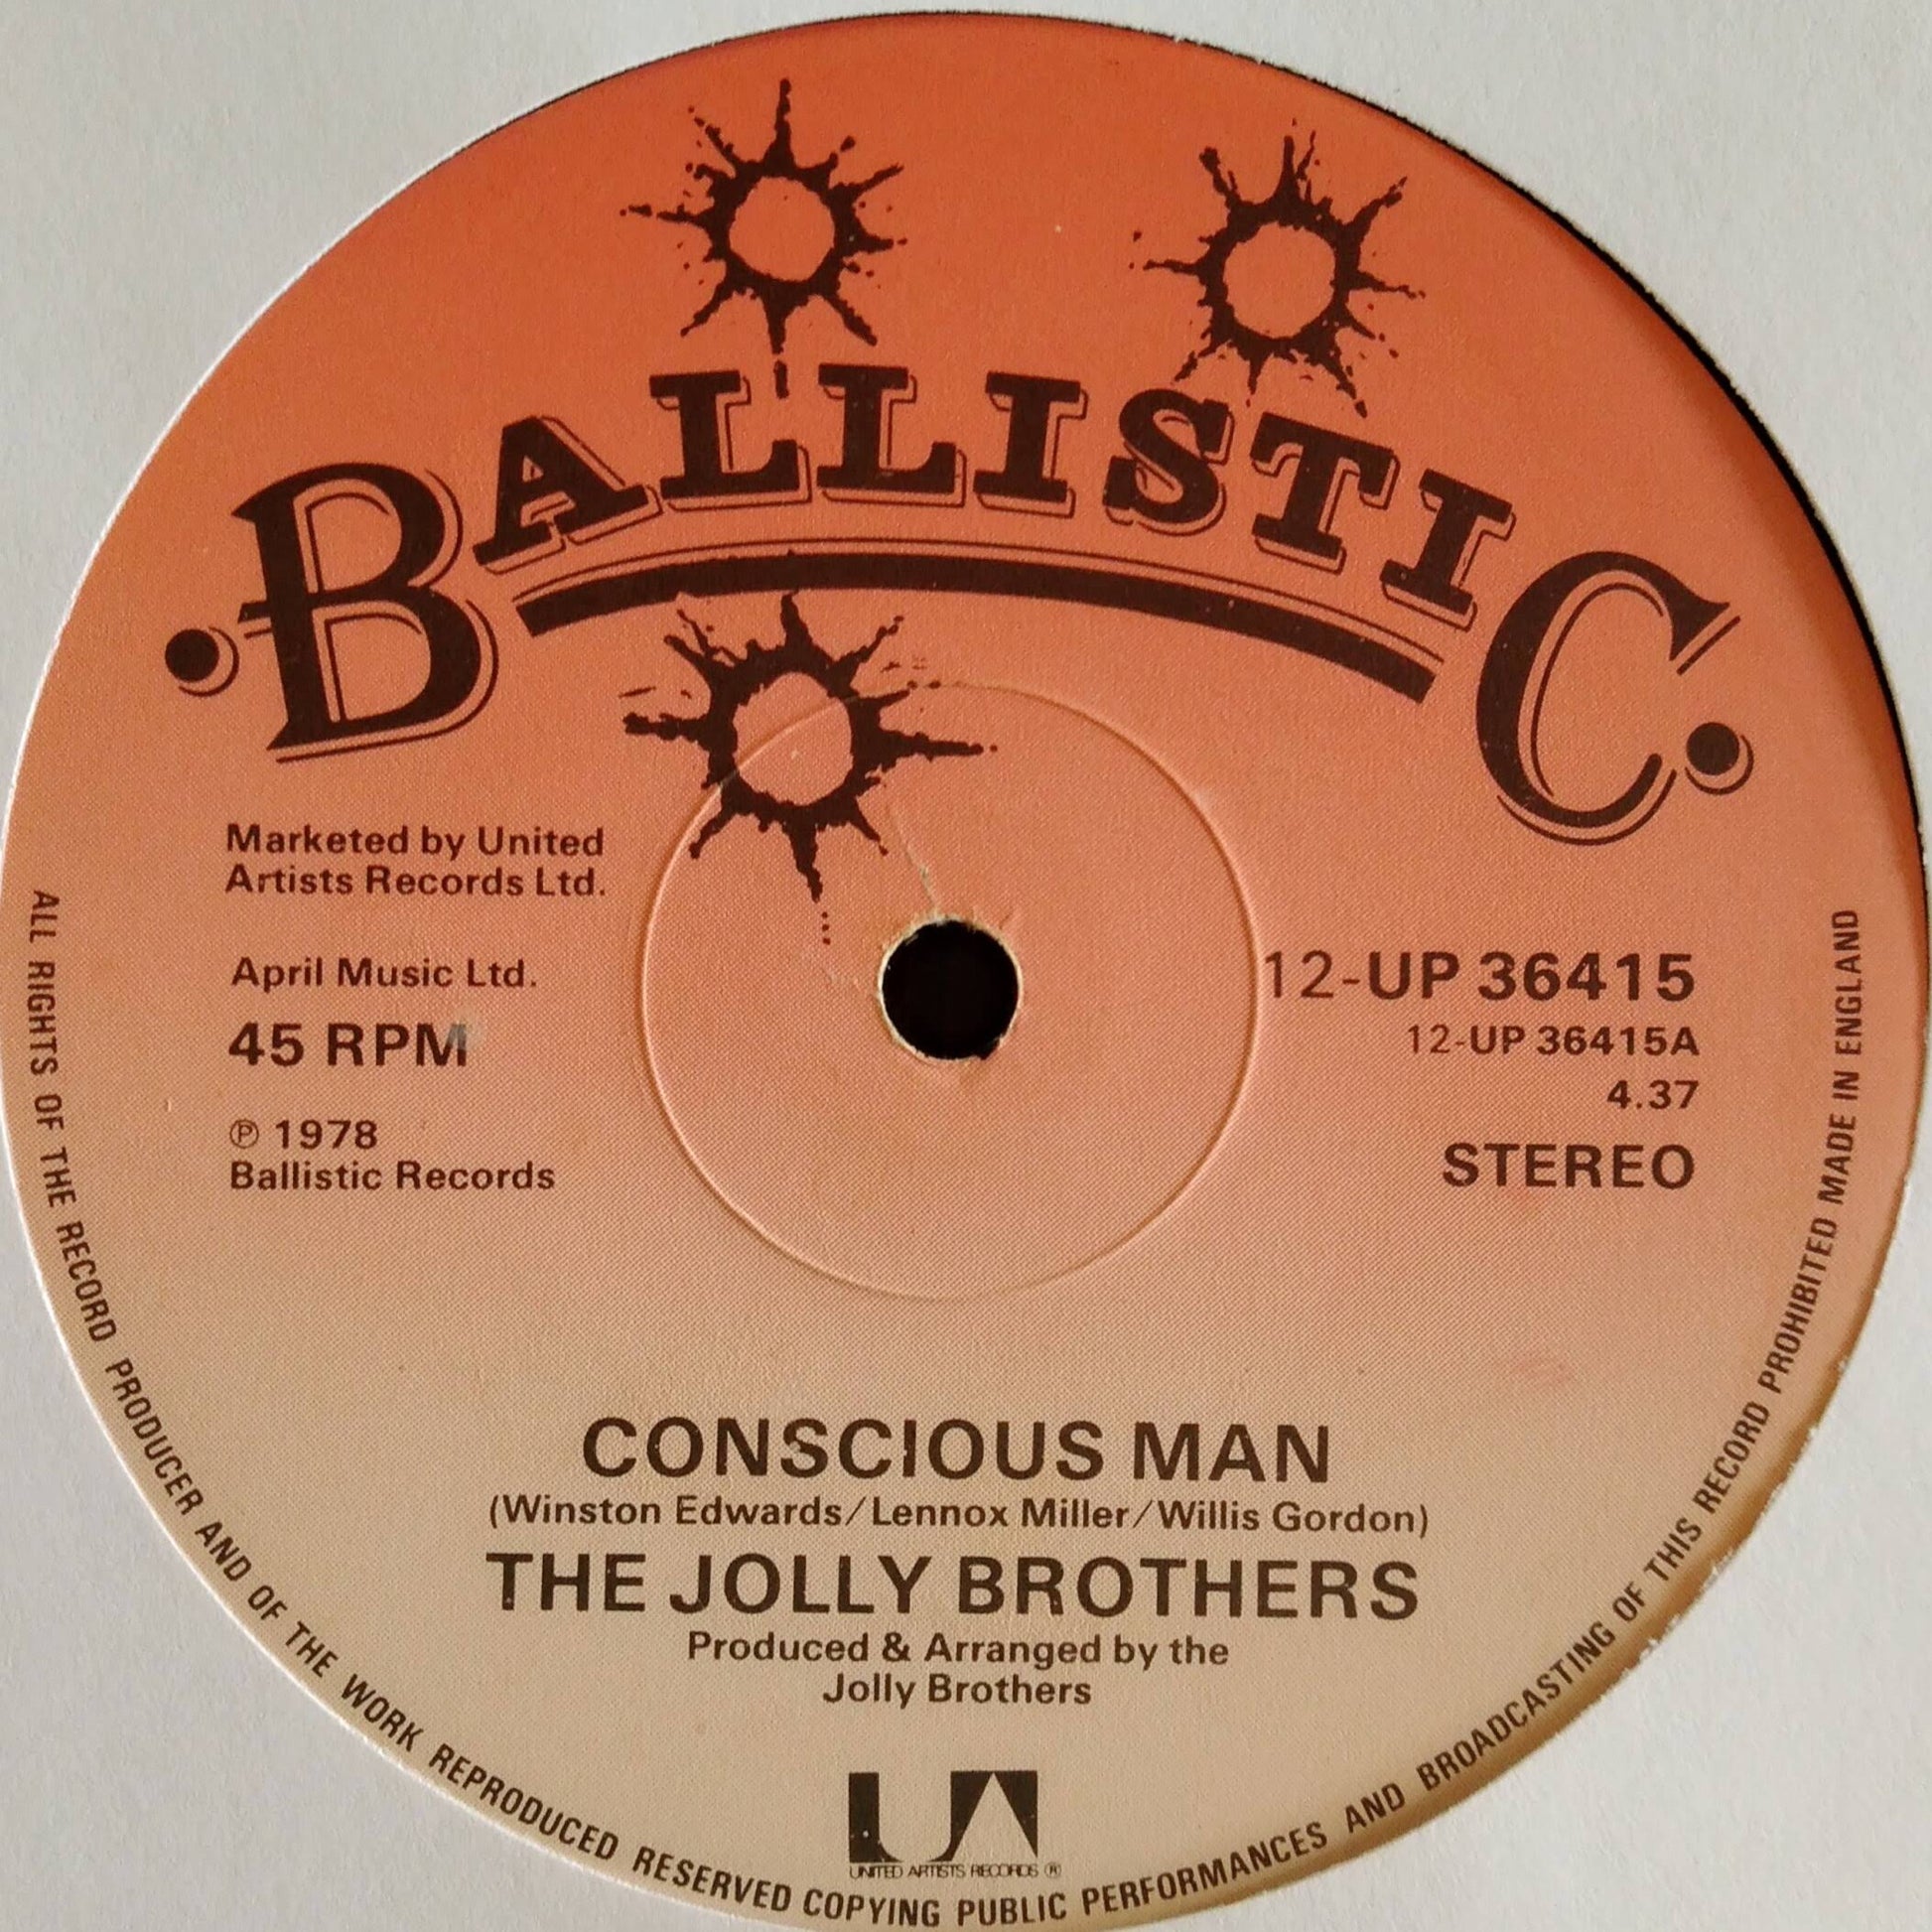 ·BALLISTIC·
Marketed by United
Artists Records Ltd.
April Music Ltd.
45 RPM
℗ 1978
Ballistic Records
12-UP 36415
12-UP 36415A
4.37
STEREO
CONSCIOUS MAN
(Winston Edwards/Lennox Miller/Willis Gordon)
THE JOLLY BROTHERS
Produced & Arranged by the
Jolly Brothers
UA
UNITED ARTISTS RECORDS ®
ALL RIGHTS OF THE RECORD PRODUCER AND OF THE WORK REPRODUCED RESERVED COPYING PUBLIC PERFORMANCES AND BROADCASTING OF THIS RECORD PROHIBITED MADE IN ENGLAND